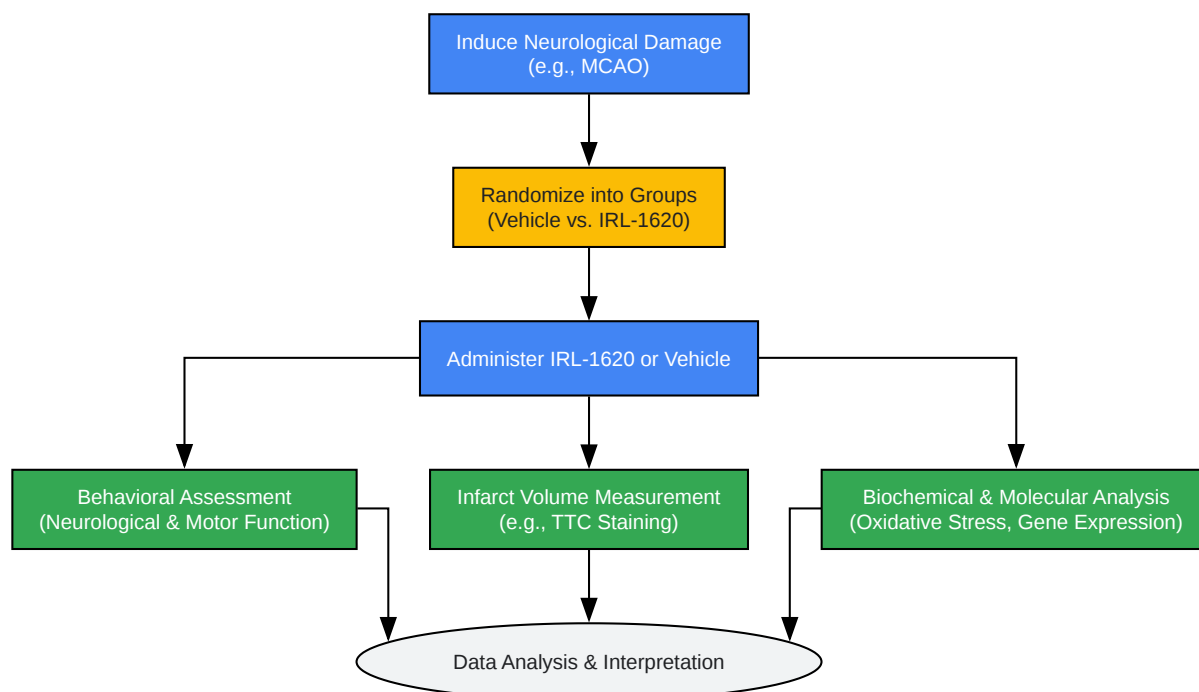 Induce Neurological Damage
(e.g., MCAO)
Randomize into Groups
(Vehicle vs. IRL-1620)
Administer IRL-1620 or Vehicle
Behavioral Assessment
(Neurological & Motor Function)
Infarct Volume Measurement
(e.g., TTC Staining)
Biochemical & Molecular Analysis
(Oxidative Stress, Gene Expression)
Data Analysis & Interpretation